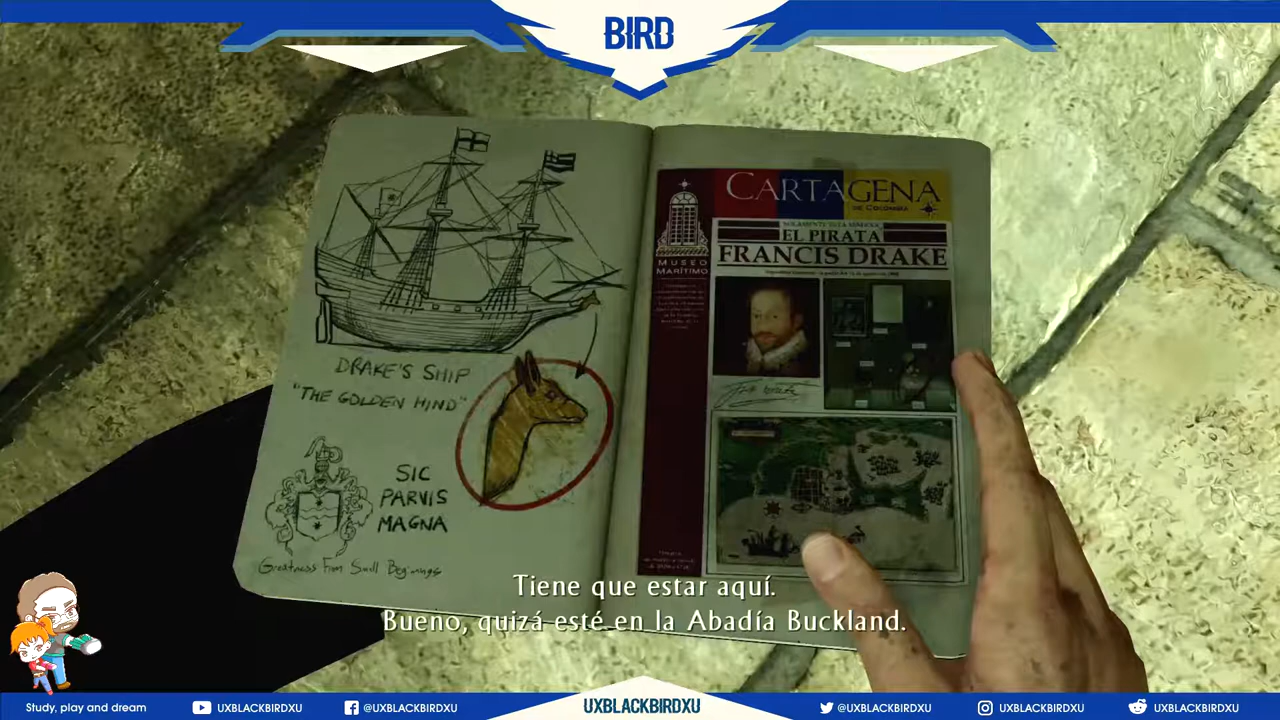 BIRD
DRAKE'S SHIP
"THE GOLDEN HIND"
SIC
PARVIS
MAGNA
Greatness from Small Beginnings
CARTAGENA
DE COLOMBIA
MUSEO
MARÍTIMO
EL PIRATA
FRANCIS DRAKE
Tiene que estar aquí.
Bueno, quizá esté en la Abadía Buckland.
Study, play and dream
UXBLACKBIRDXU
@UXBLACKBIRDXU
UXBLACKBIRDXU
@UXBLACKBIRDXU
UXBLACKBIRDXU
UXBLACKBIRDXU